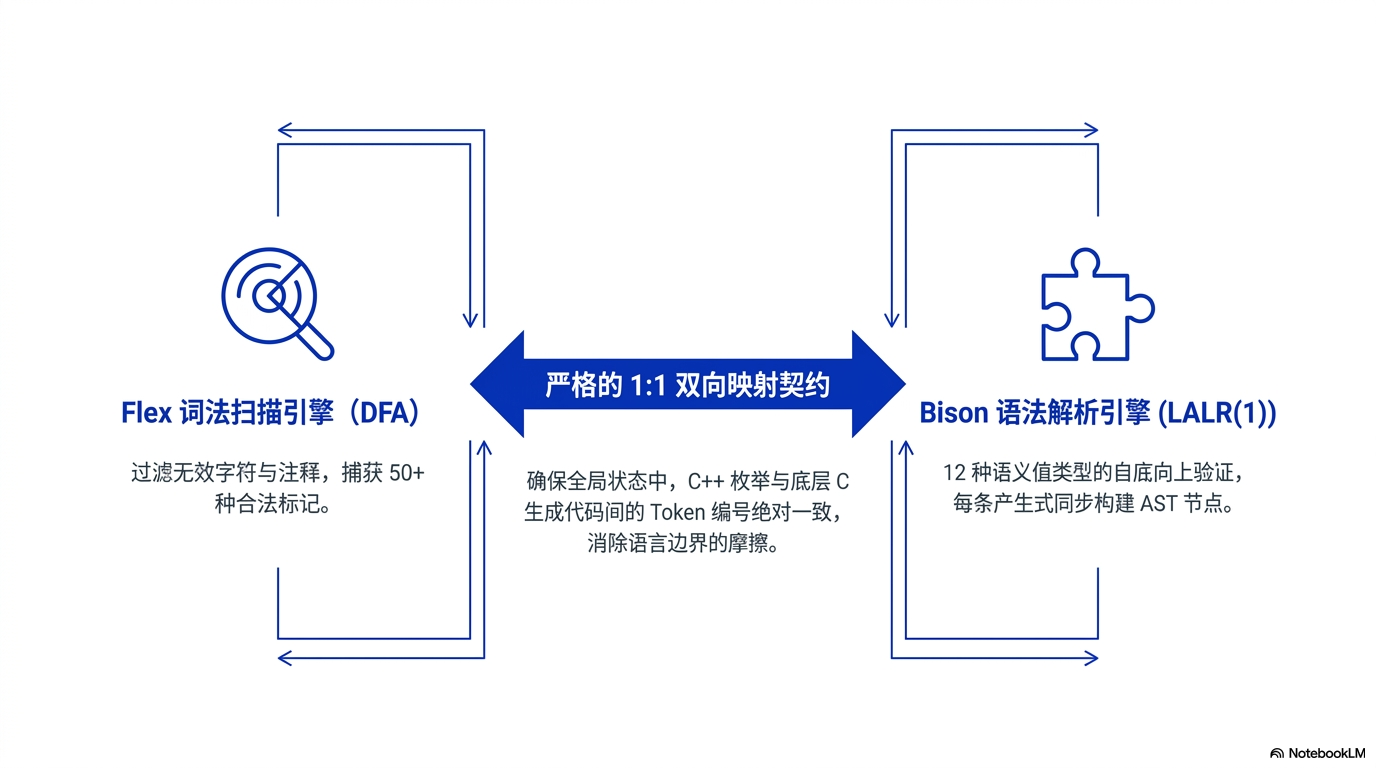 严格的 1:1 双向映射契约
Flex 词法扫描引擎（DFA）
过滤无效字符与注释，捕获 50+
种合法标记。
确保全局状态中，C++ 枚举与底层 C
生成代码间的 Token 编号绝对一致，
消除语言边界的摩擦。
Bison 语法解析引擎 (LALR(1))
12 种语义值类型的自底向上验证，
每条产生式同步构建 AST 节点。
NotebookLM